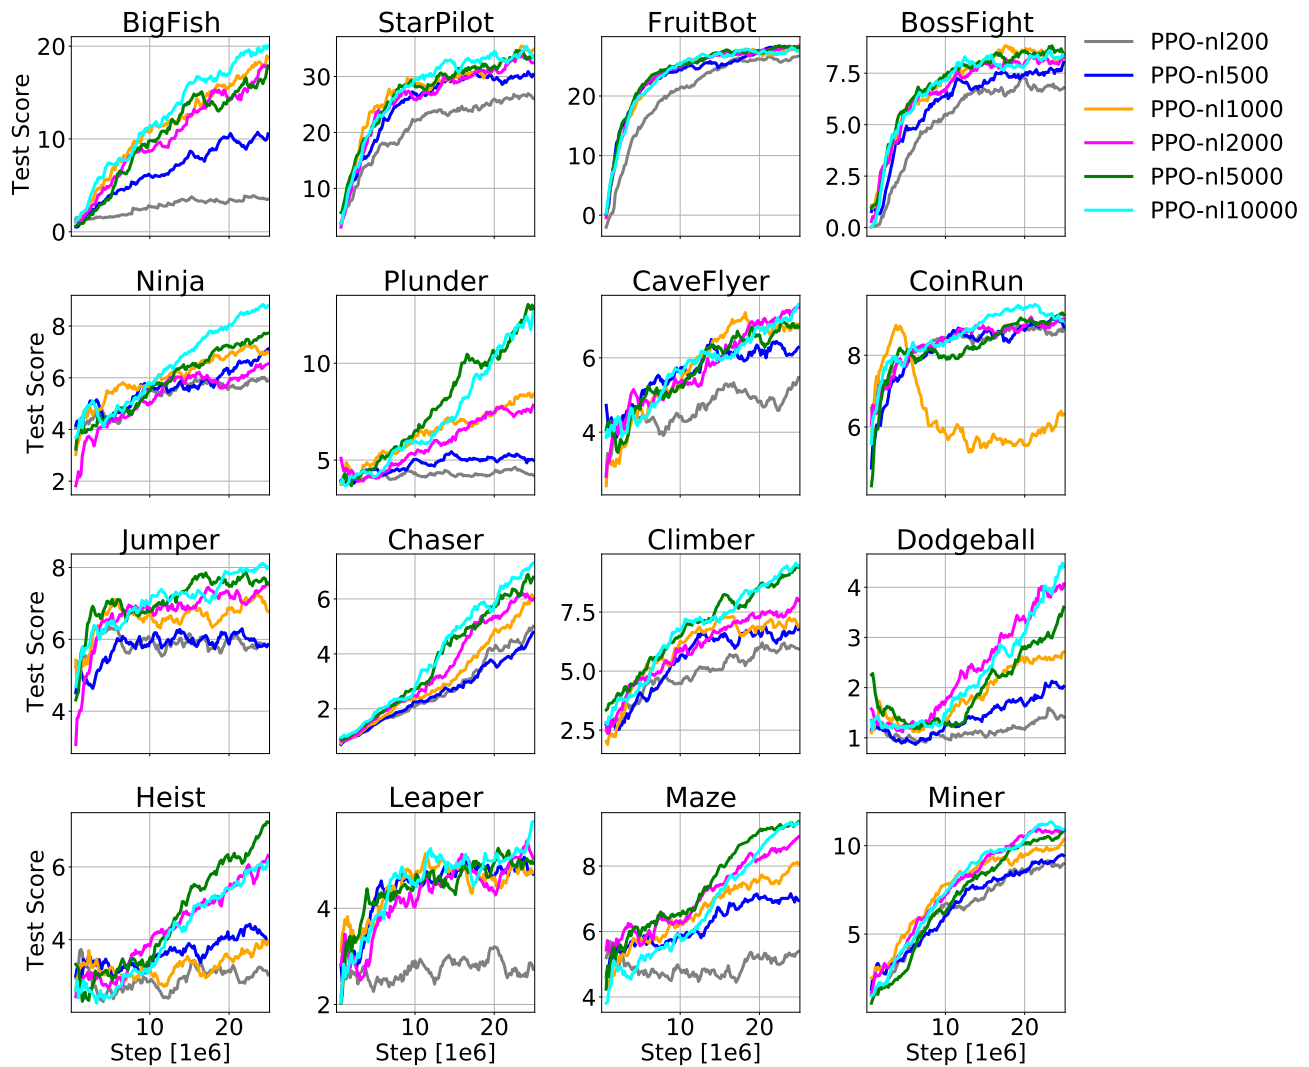 BigFish StarPilot FruitBot BossFight
PPO-nl200
PPO-nl500
PPO-nl1000
PPO-nl2000
PPO-nl5000
PPO-nl10000
Test Score
20
10
0
30
20
10
20
10
0
7.5
5.0
2.5
0.0
Ninja Plunder CaveFlyer CoinRun
Test Score
8
6
4
2
10
5
6
4
8
6
Jumper Chaser Climber Dodgeball
Test Score
8
6
4
6
4
2
7.5
5.0
2.5
4
3
2
1
Heist Leaper Maze Miner
Test Score
6
4
4
2
8
6
4
10
5
10 20 10 20 10 20 10 20
Step [1e6] Step [1e6] Step [1e6] Step [1e6]